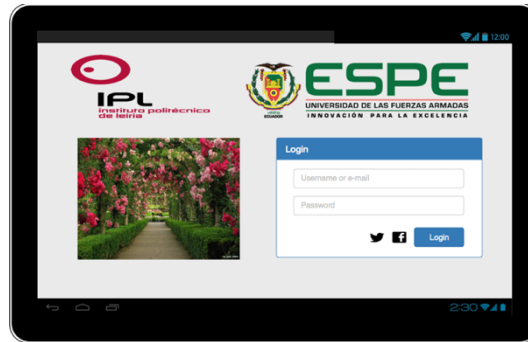 12:00
IPL
instituto politécnico
de leiria
ECUADOR
ESPE
UNIVERSIDAD DE LAS FUERZAS ARMADAS
INNOVACIÓN PARA LA EXCELENCIA
Login
Username or e-mail
Password
Login
2:30